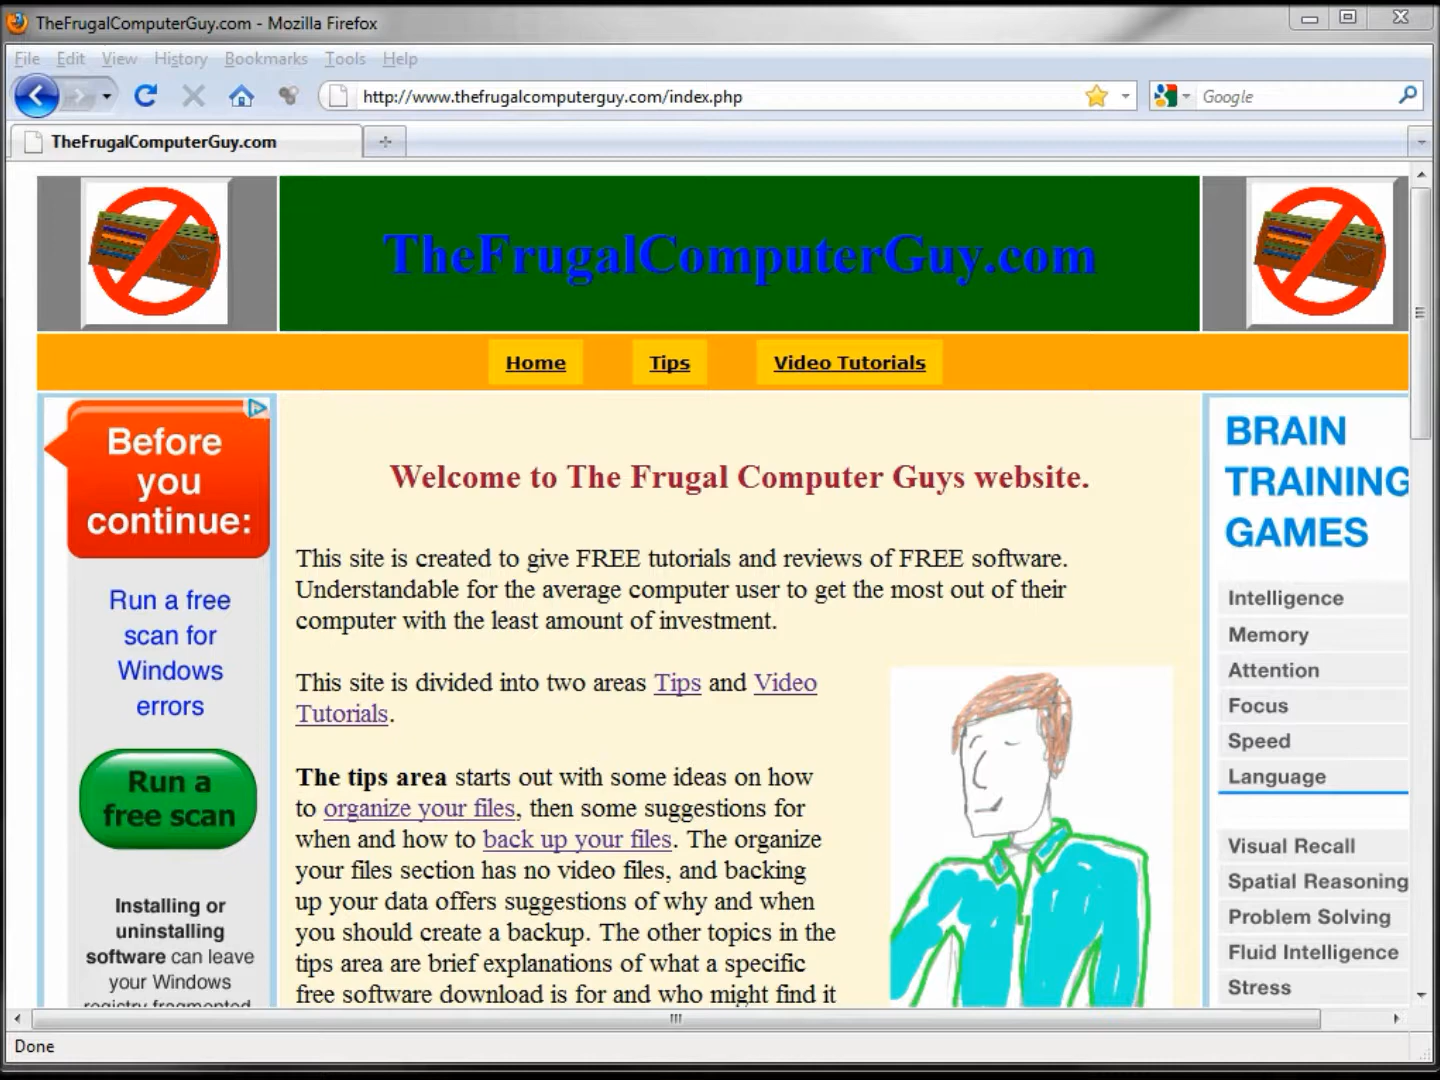 TheFrugalComputerGuy.com - Mozilla Firefox
File Edit View History Bookmarks Tools Help
http://www.thefrugalcomputerguy.com/index.php
Google
TheFrugalComputerGuy.com
TheFrugalComputerGuy.com
Home Tips Video Tutorials
Before
you
continue:
Run a free
scan for
Windows
errors
Run a
free scan
Installing or
uninstalling
software can leave
your Windows
registry fragmented
Welcome to The Frugal Computer Guys website.
This site is created to give FREE tutorials and reviews of FREE software.
Understandable for the average computer user to get the most out of their
computer with the least amount of investment.
This site is divided into two areas Tips and Video
Tutorials.
The tips area starts out with some ideas on how
to organize your files, then some suggestions for
when and how to back up your files. The organize
your files section has no video files, and backing
up your data offers suggestions of why and when
you should create a backup. The other topics in the
tips area are brief explanations of what a specific
free software download is for and who might find it
BRAIN
TRAINING
GAMES
Intelligence
Memory
Attention
Focus
Speed
Language
Visual Recall
Spatial Reasoning
Problem Solving
Fluid Intelligence
Stress
Done